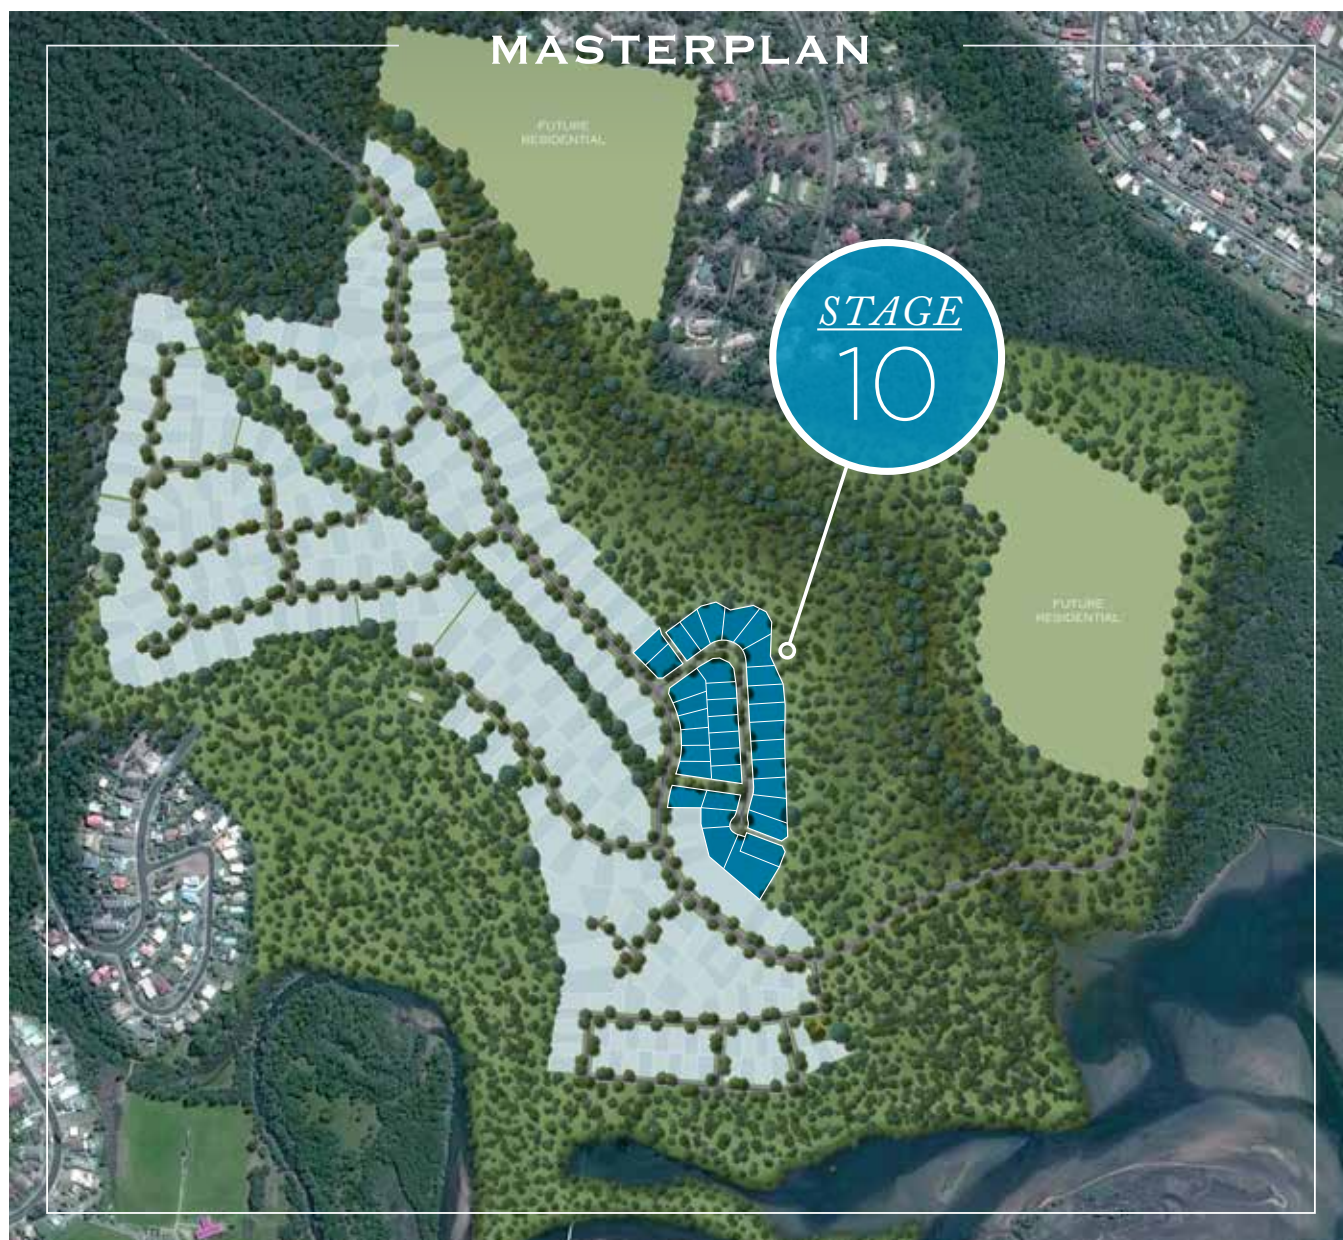 MASTERPLAN
FUTURE
RESIDENTIAL
STAGE
10
FUTURE
RESIDENTIAL